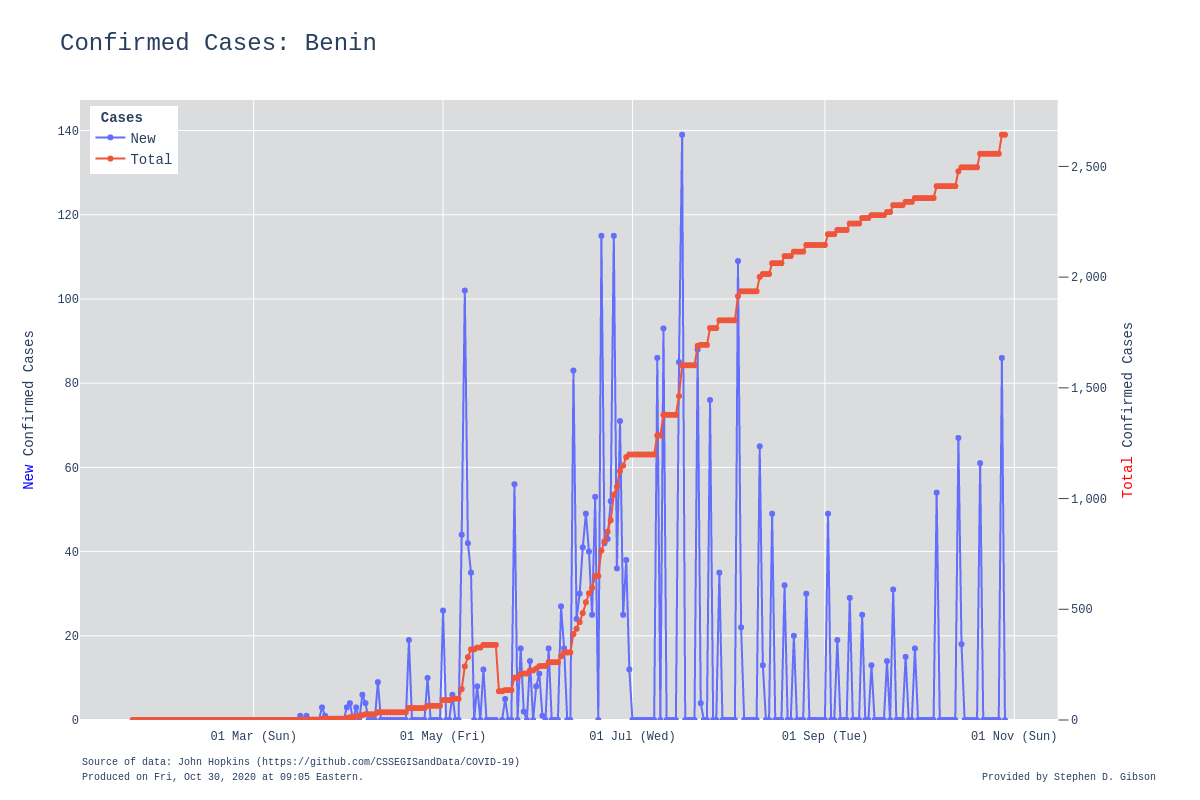 Confirmed Cases: Benin
Cases
New
Total
140
120
100
80
60
40
20
0
2,500
2,000
1,500
1,000
500
0
New Confirmed Cases
Total Confirmed Cases
01 Mar (Sun)
01 May (Fri)
01 Jul (Wed)
01 Sep (Tue)
01 Nov (Sun)
Source of data: John Hopkins (https://github.com/CSSEGISandData/COVID-19)
Produced on Fri, Oct 30, 2020 at 09:05 Eastern.
Provided by Stephen D. Gibson